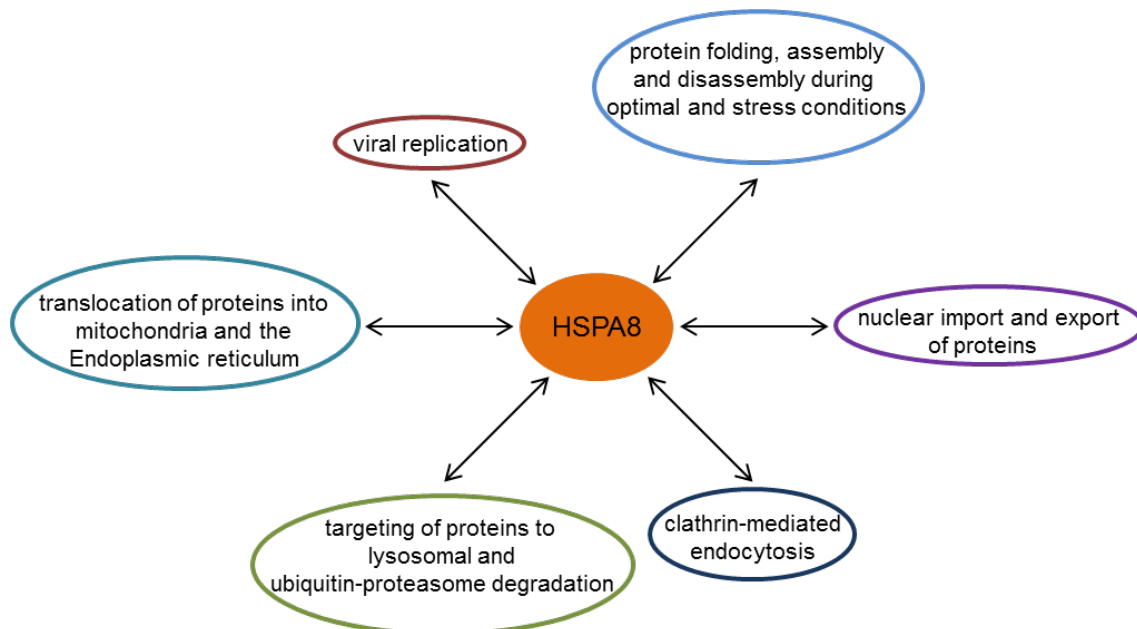 protein folding, assembly
and disassembly during
optimal and stress conditions
viral replication
translocation of proteins into
mitochondria and the
Endoplasmic reticulum
HSPA8
nuclear import and export
of proteins
targeting of proteins to
lysosomal and
ubiquitin-proteasome degradation
clathrin-mediated
endocytosis